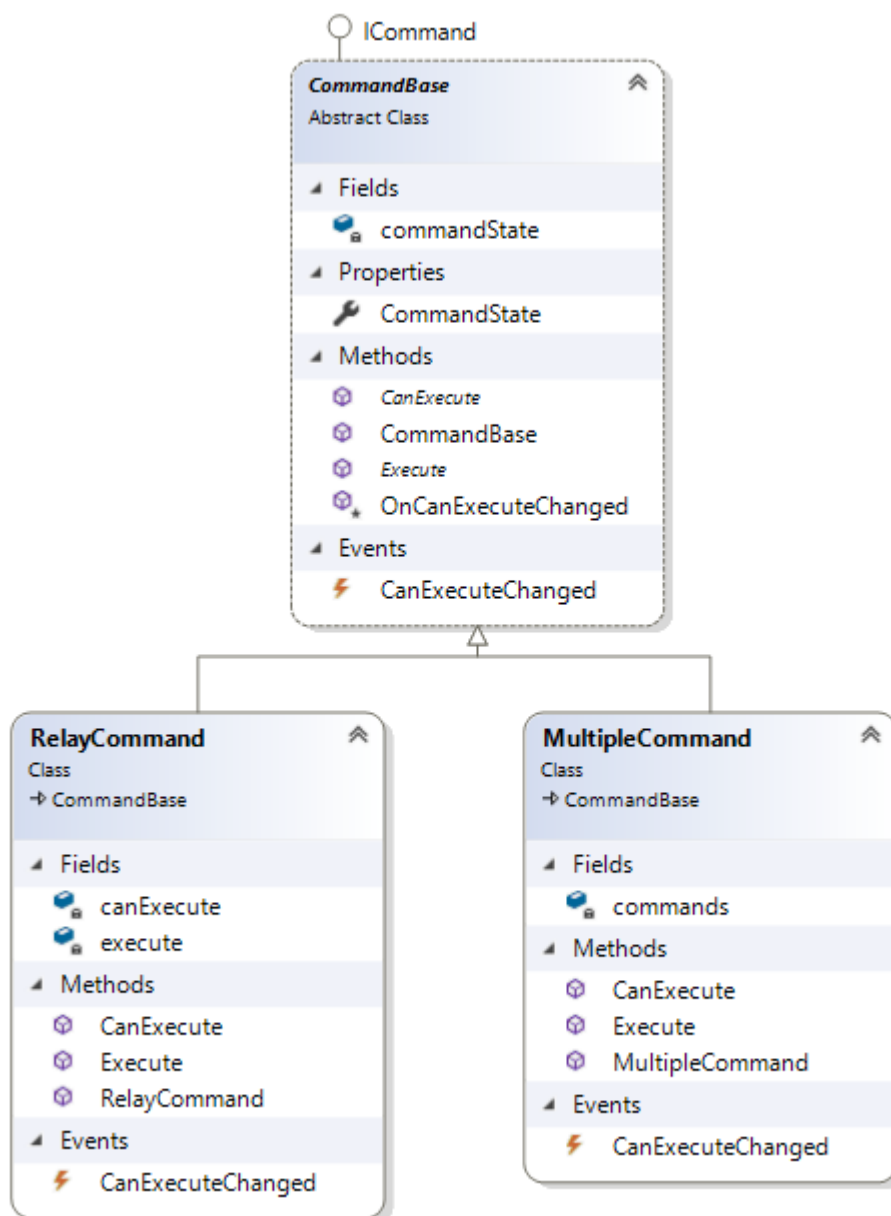 ICommand
CommandBase
Abstract Class
Fields
commandState
Properties
CommandState
Methods
CanExecute
CommandBase
Execute
OnCanExecuteChanged
Events
CanExecuteChanged
RelayCommand
Class
CommandBase
Fields
canExecute
execute
Methods
CanExecute
Execute
RelayCommand
Events
CanExecuteChanged
MultipleCommand
Class
CommandBase
Fields
commands
Methods
CanExecute
Execute
MultipleCommand
Events
CanExecuteChanged